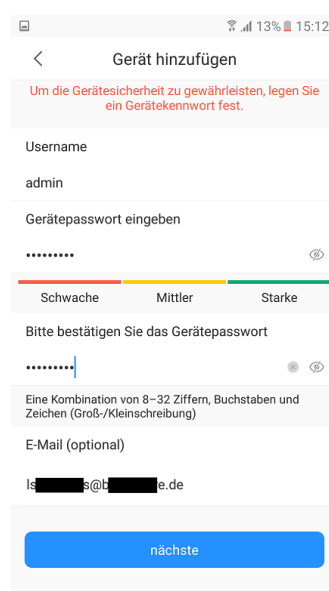 13% 15:12
Gerät hinzufügen
Um die Gerätesicherheit zu gewährleisten, legen Sie
ein Gerätekennwort fest.
Username
admin
Gerätepasswort eingeben
•••••••••
Schwache Mittler Starke
Bitte bestätigen Sie das Gerätepasswort
•••••••••
Eine Kombination von 8–32 Ziffern, Buchstaben und
Zeichen (Groß-/Kleinschreibung)
E-Mail (optional)
s@b e.de
nächste